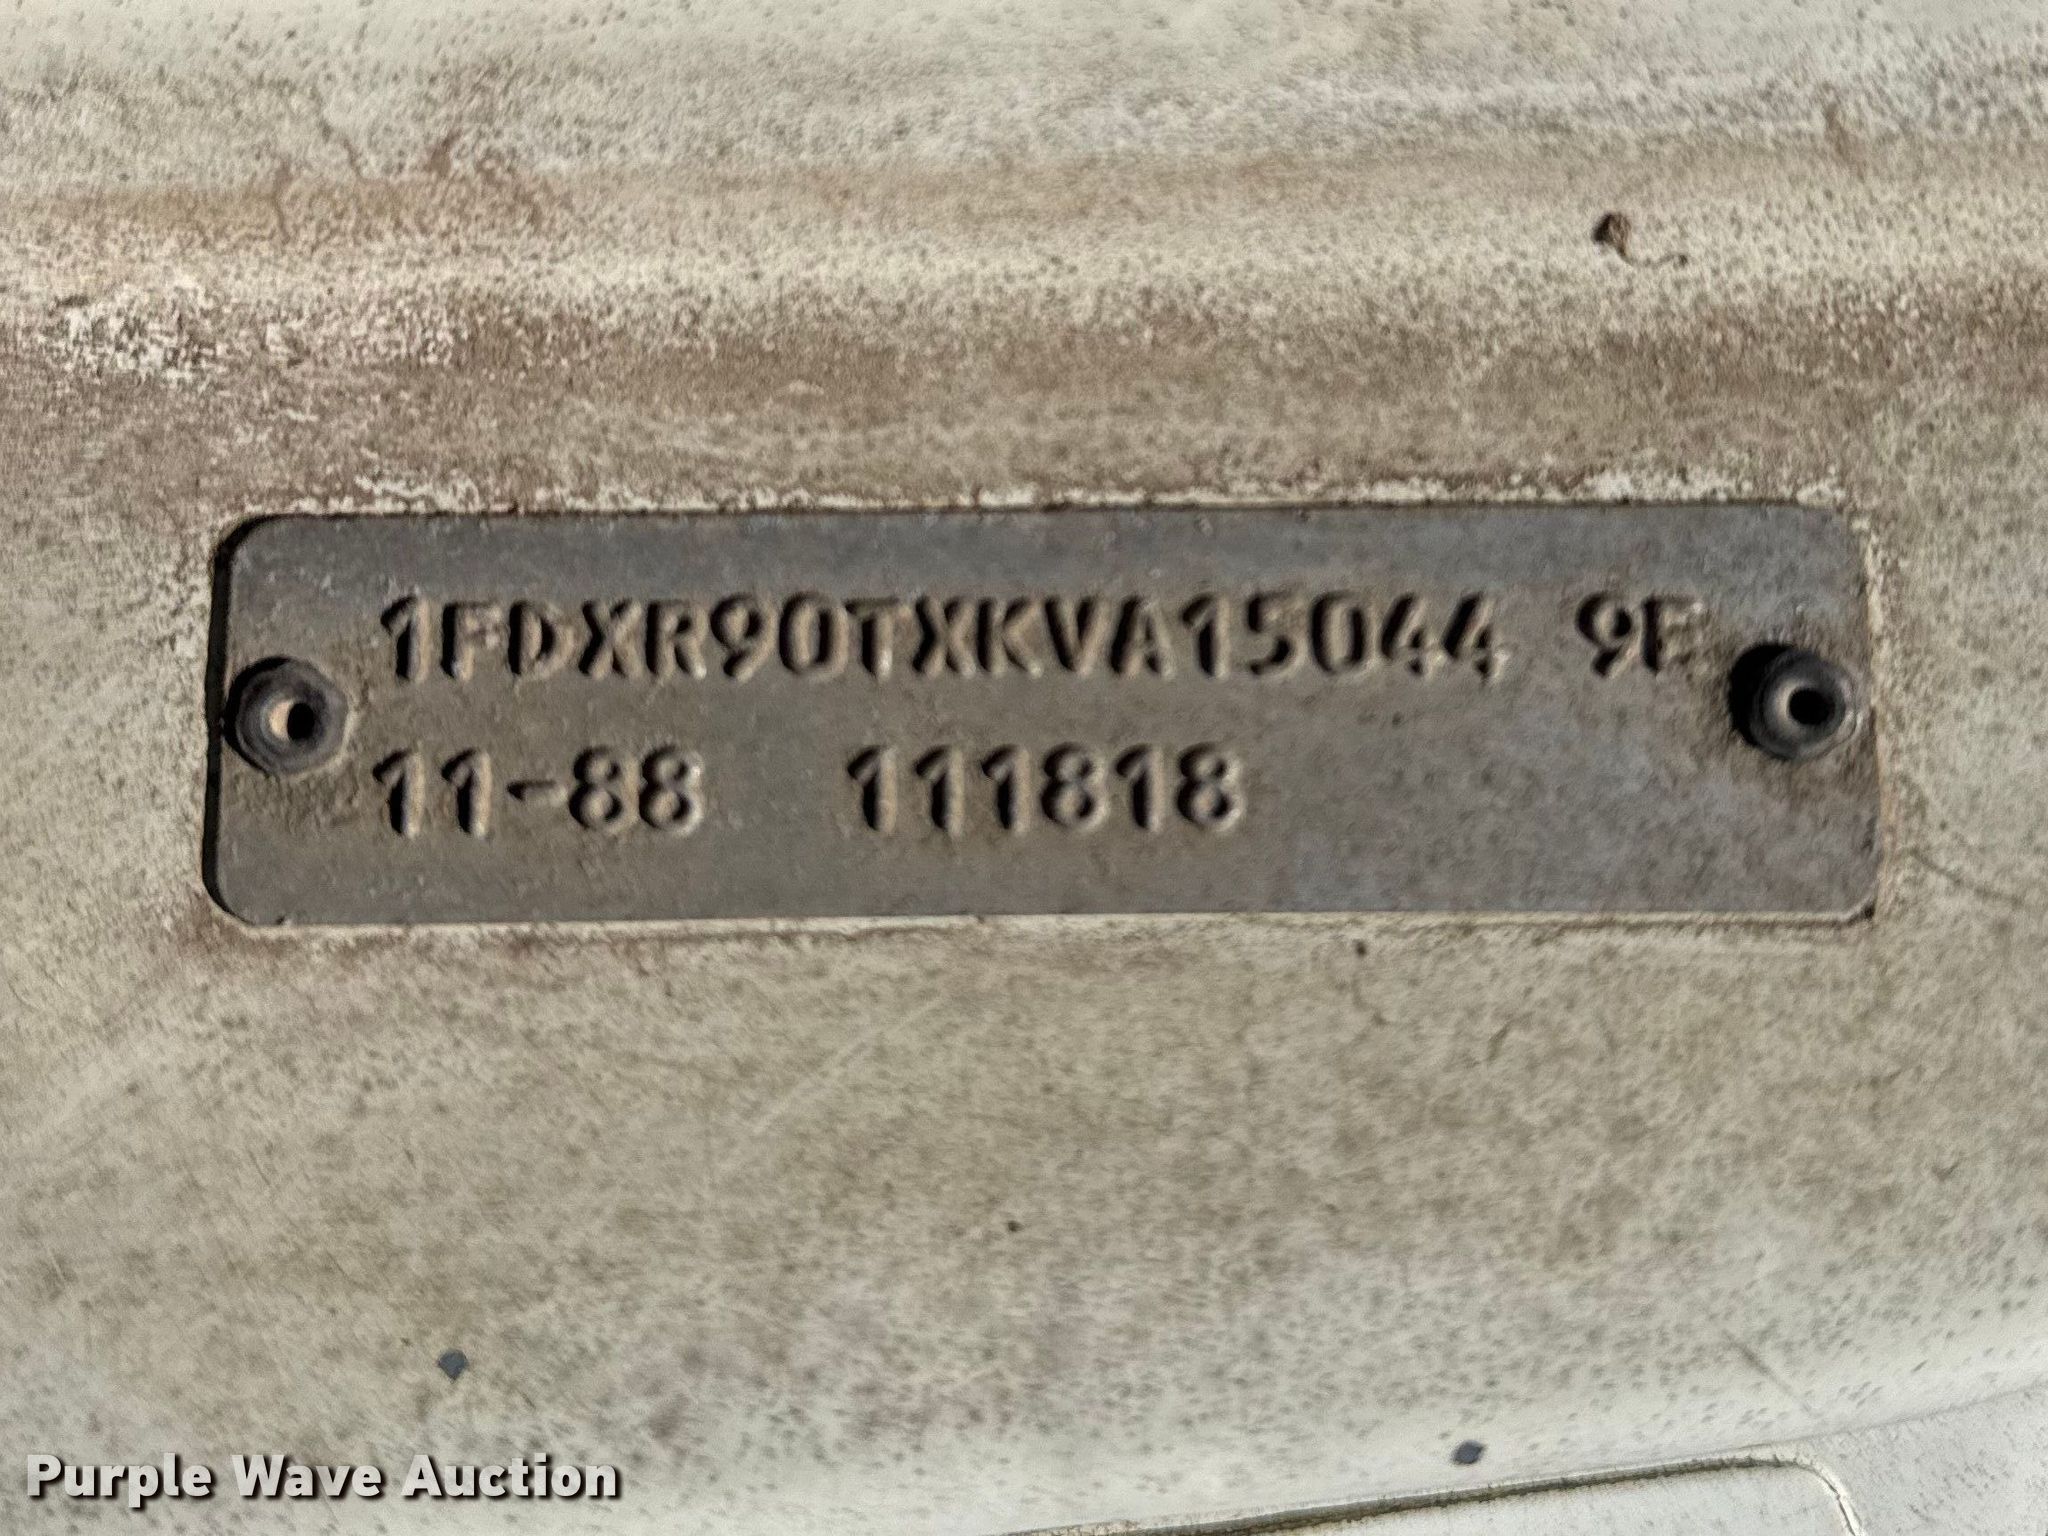 1FDXR90TXKVA15044 9E
11-88 111818
Purple Wave Auction